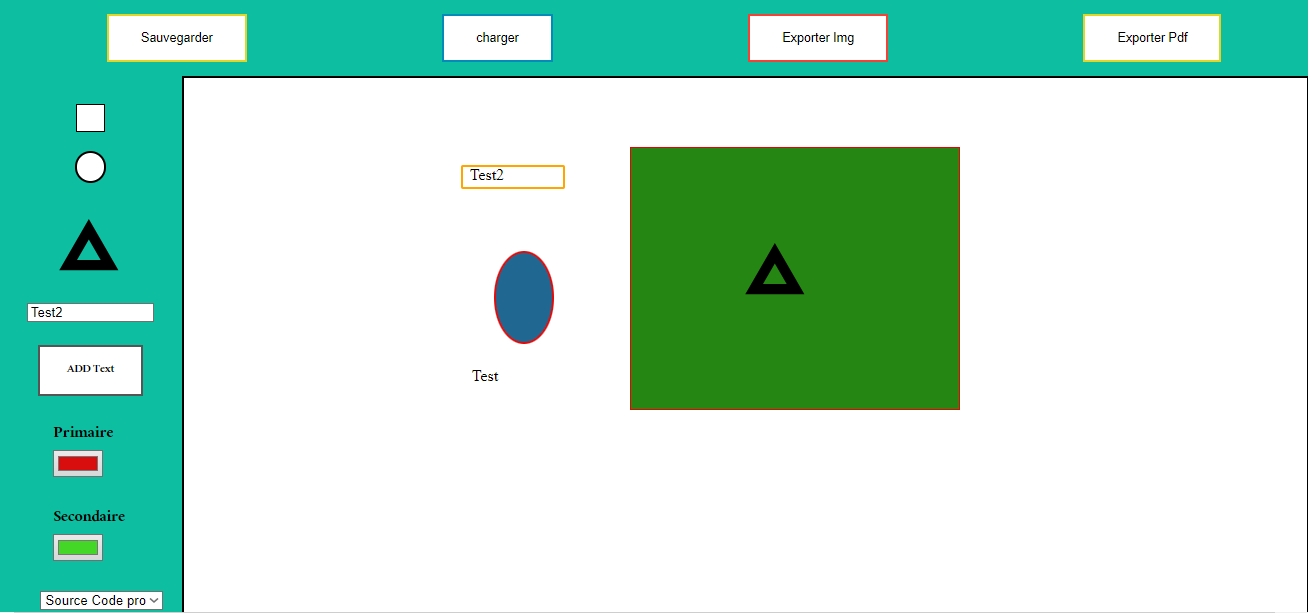 Sauvegarder
charger
Exporter Img
Exporter Pdf
Test2
ADD Text
Primaire
Secondaire
Source Code pro
Test2
Test